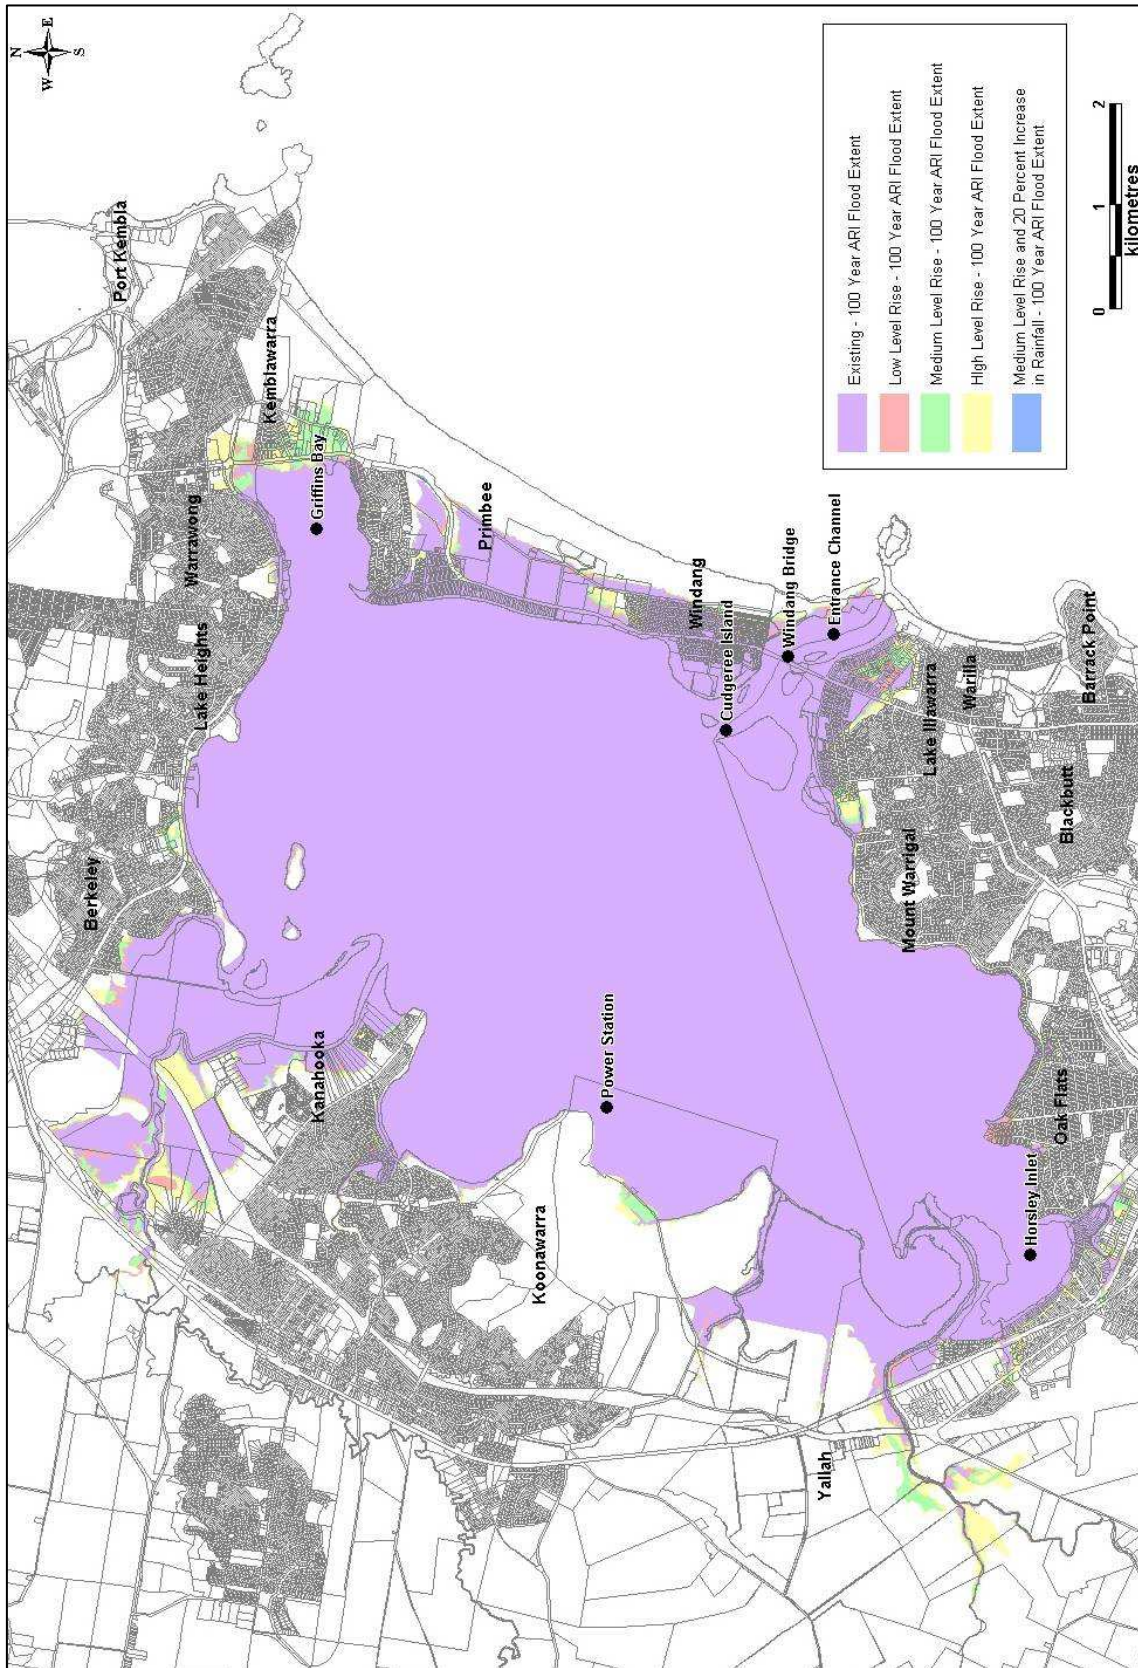 N
E
S
W
Port Kembla
Kemblawarra
Griffins Bay
Warrawong
Lake Heights
Berkeley
Primbee
Windang
Cudgeree Island
Windang Bridge
Entrance Channel
Kanahooka
Power Station
Koonawarra
Lake Illawarra
Warilla
Barrack Point
Blackbutt
Mount Warrigal
Oak Flats
Horsley Inlet
Yallah
Existing - 100 Year ARI Flood Extent
Low Level Rise - 100 Year ARI Flood Extent
Medium Level Rise - 100 Year ARI Flood Extent
High Level Rise - 100 Year ARI Flood Extent
Medium Level Rise and 20 Percent Increase
in Rainfall - 100 Year ARI Flood Extent
0 1 2
kilometres